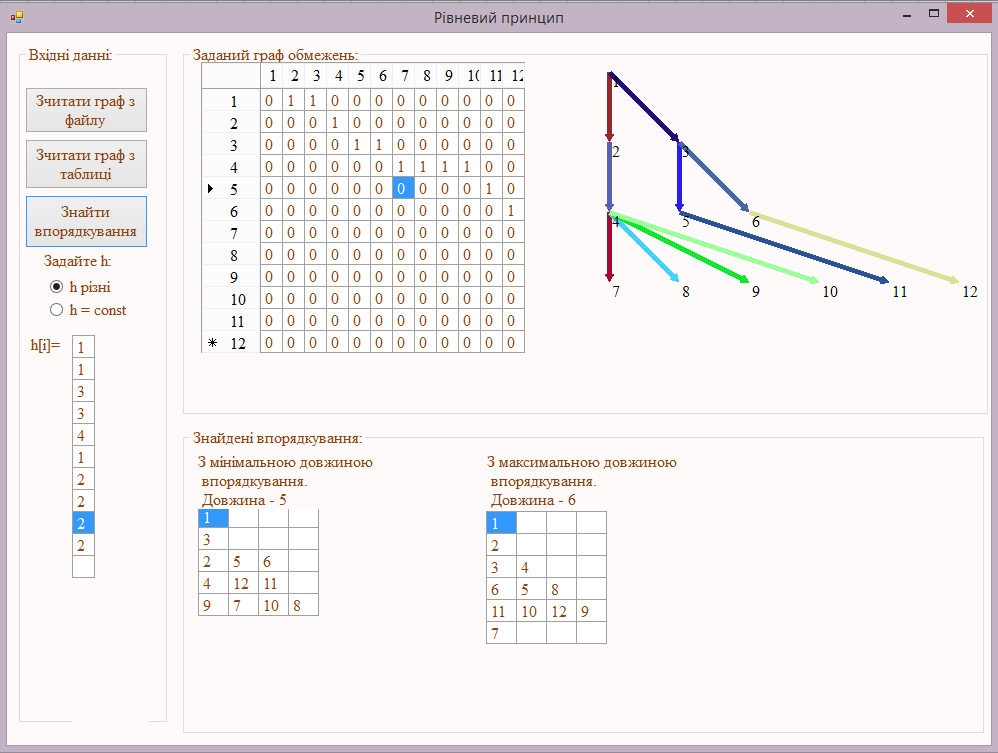 Рівневий принцип
Вхідні данні:
Зчитати граф з
файлу
Зчитати граф з
таблиці
Знайти
впорядкування
Задайте h:
h різні
h = const
h[i]=
1
1
3
3
4
1
2
2
2
2
Заданий граф обмежень:
1 2 3 4 5 6 7 8 9 10 11 12
1 0 1 1 0 0 0 0 0 0 0 0 0
2 0 0 0 1 0 0 0 0 0 0 0 0
3 0 0 0 0 1 1 0 0 0 0 0 0
4 0 0 0 0 0 0 1 1 1 1 0 0
5 0 0 0 0 0 0 0 0 0 0 1 0
6 0 0 0 0 0 0 0 0 0 0 0 1
7 0 0 0 0 0 0 0 0 0 0 0 0
8 0 0 0 0 0 0 0 0 0 0 0 0
9 0 0 0 0 0 0 0 0 0 0 0 0
10 0 0 0 0 0 0 0 0 0 0 0 0
11 0 0 0 0 0 0 0 0 0 0 0 0
* 12 0 0 0 0 0 0 0 0 0 0 0 0
1
2 3
4 5 6
7 8 9 10 11 12
Знайдені впорядкування:
З мінімальною довжиною
впорядкування.
Довжина - 5
1
3
2 5 6
4 12 11
9 7 10 8
З максимальною довжиною
впорядкування.
Довжина - 6
1
2
3 4
6 5 8
11 10 12 9
7